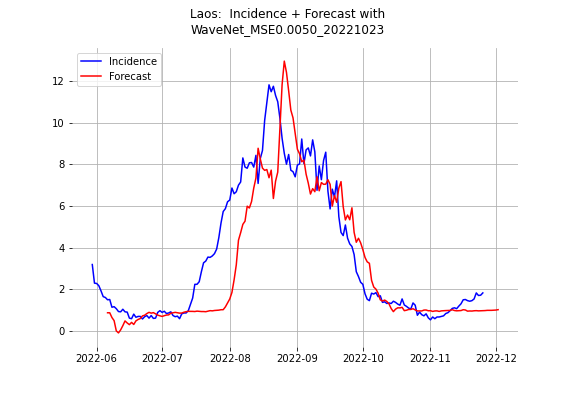 Laos:  Incidence + Forecast with
WaveNet_MSE0.0050_20221023
Incidence
Forecast
12
10
8
6
4
2
0
2022-06 2022-07 2022-08 2022-09 2022-10 2022-11 2022-12